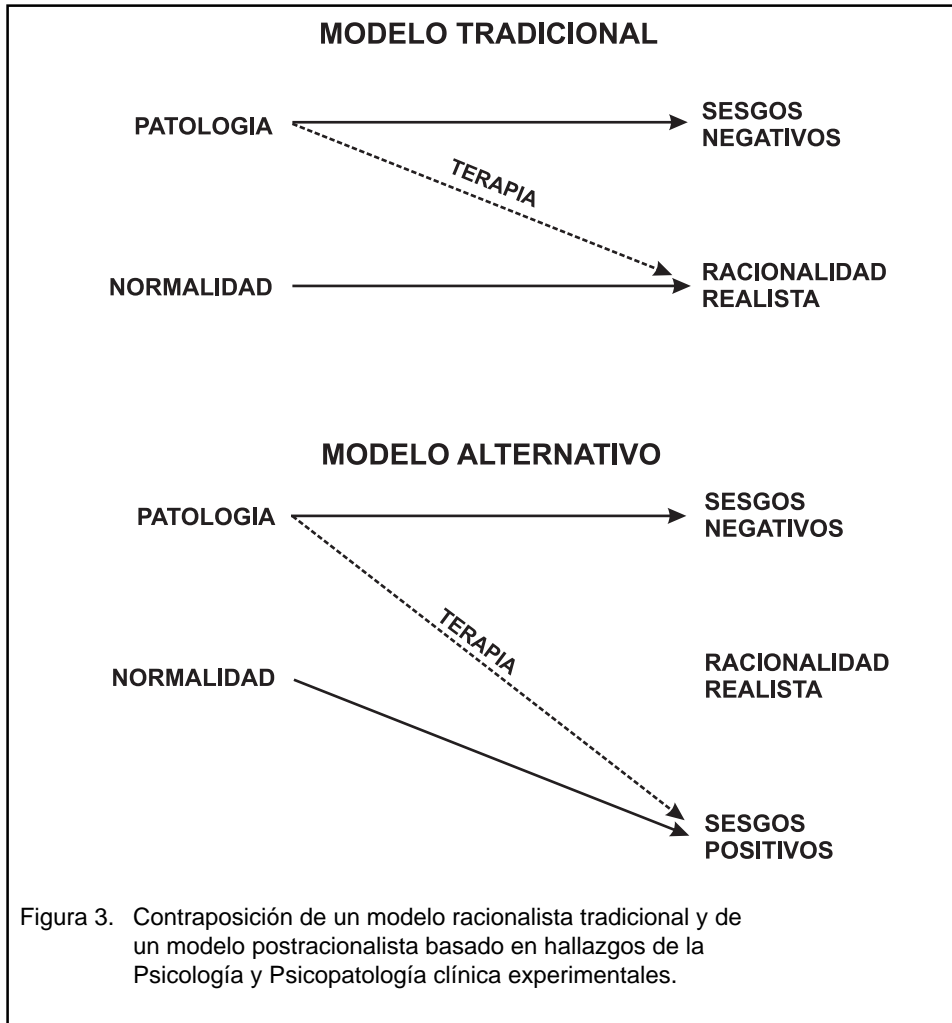 MODELO TRADICIONAL
PATOLOGIA
SESGOS
NEGATIVOS
TERAPIA
NORMALIDAD
RACIONALIDAD
REALISTA
MODELO ALTERNATIVO
PATOLOGIA
SESGOS
NEGATIVOS
TERAPIA
NORMALIDAD
RACIONALIDAD
REALISTA
SESGOS
POSITIVOS
Figura 3. Contraposición de un modelo racionalista tradicional y de
un modelo postracionalista basado en hallazgos de la
Psicología y Psicopatología clínica experimentales.